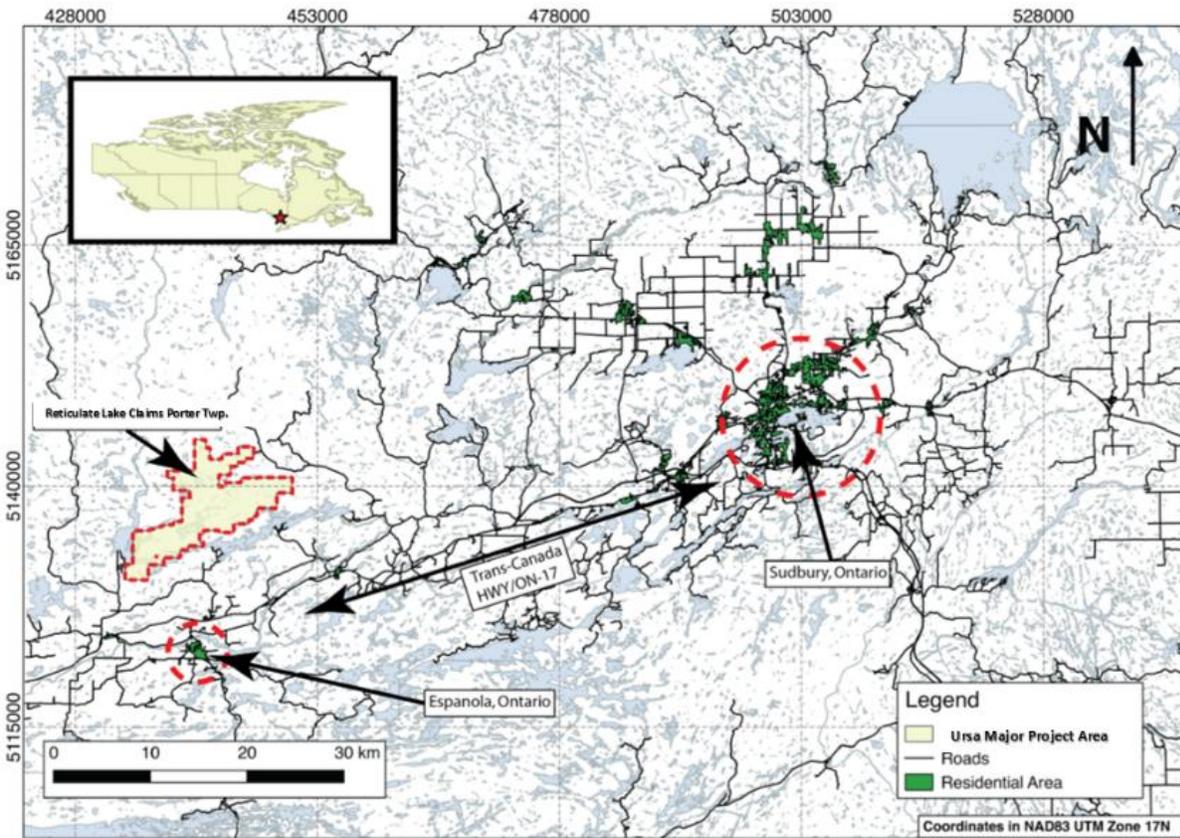 428000 453000 478000 503000 528000
N
5165000
Reticulate Lake Claims Porter Twp.
5140000
Trans-Canada
HWY/ON-17
Sudbury, Ontario
Espanola, Ontario
5115000
0 10 20 30 km
Legend
Ursa Major Project Area
Roads
Residential Area
Coordinates in NAD83 UTM Zone 17N